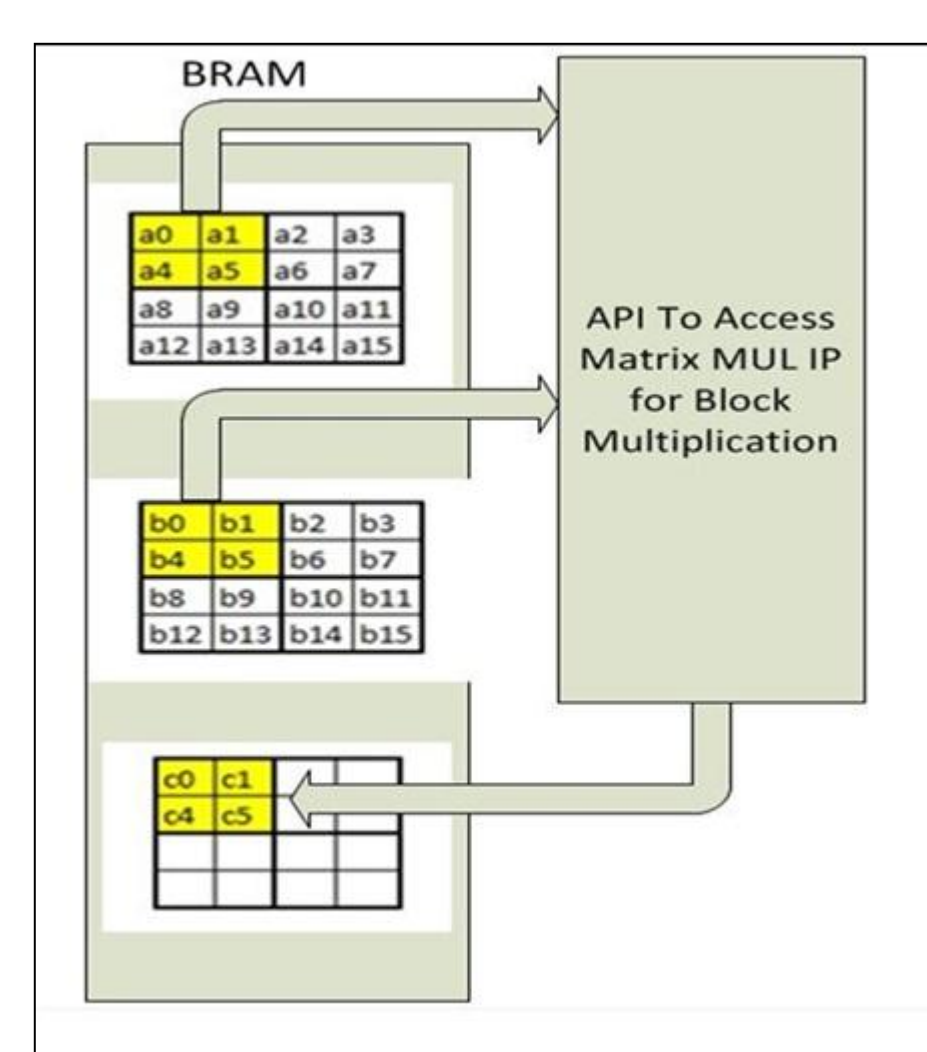 BRAM
a0 a1 a2 a3
a4 a5 a6 a7
a8 a9 a10 a11
a12 a13 a14 a15
API To Access
Matrix MUL IP
for Block
Multiplication
b0 b1 b2 b3
b4 b5 b6 b7
b8 b9 b10 b11
b12 b13 b14 b15
c0 c1
c4 c5